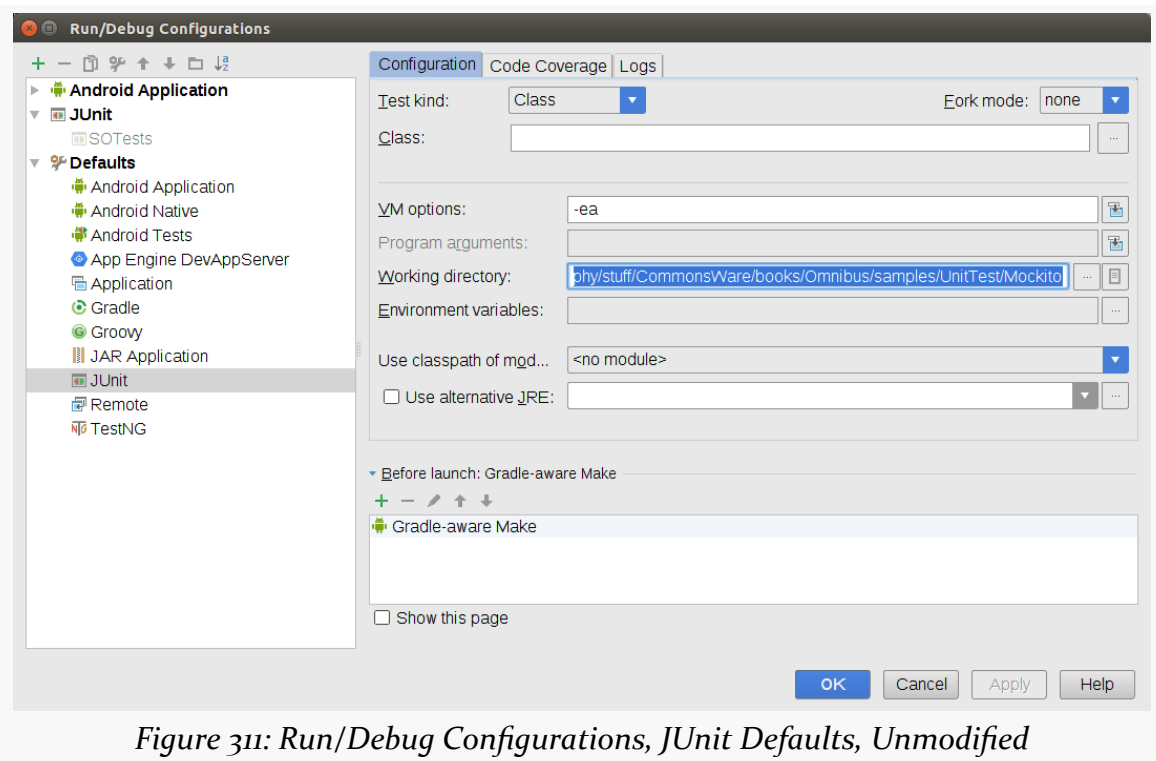 Run/Debug Configurations
Android Application
JUnit
SOTests
Defaults
Android Application
Android Native
Android Tests
App Engine DevAppServer
Application
Gradle
Groovy
JAR Application
JUnit
Remote
TestNG
Configuration Code Coverage Logs
Test kind: Class Fork mode: none
Class: ...
VM options: -ea
Program arguments:
Working directory: phy/stuff/CommonsWare/books/Omnibus/samples/UnitTest/Mockito ...
Environment variables: ...
Use classpath of mod... <no module>
Use alternative JRE: ...
Before launch: Gradle-aware Make
Gradle-aware Make
Show this page
OK Cancel Apply Help
Figure 311: Run/Debug Configurations, JUnit Defaults, Unmodified